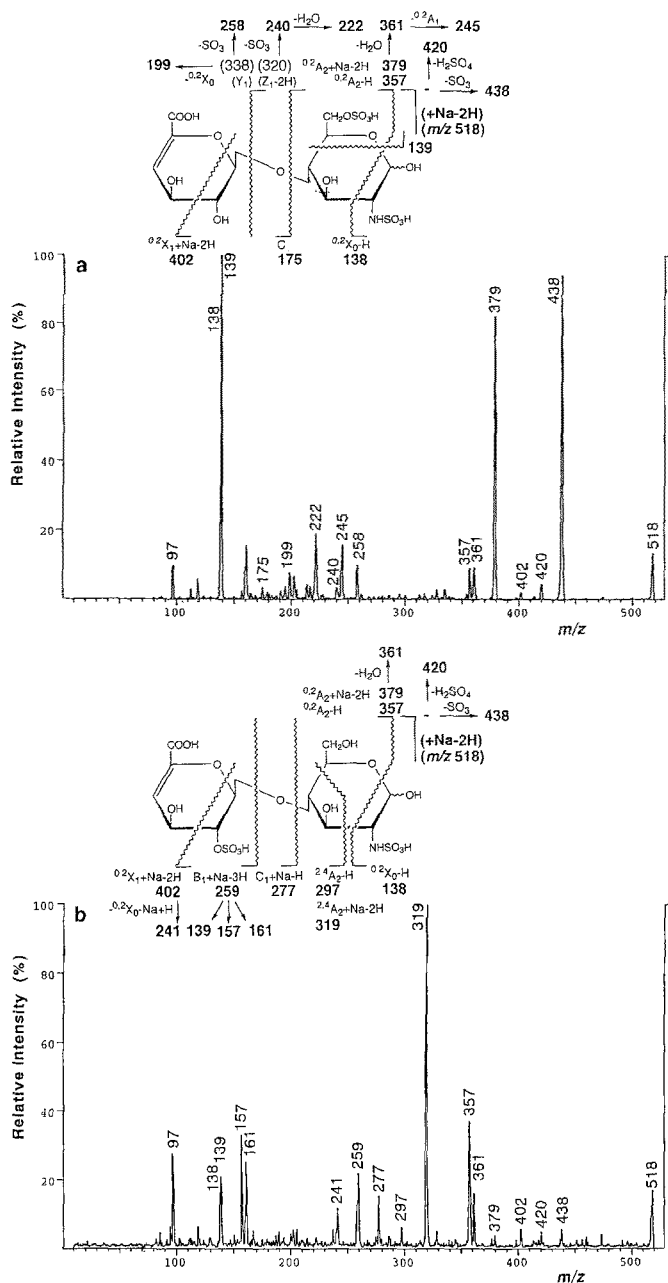 258 240 -H₂O 222 361 -⁰,²A₁ 245
-SO₃ -SO₃ -H₂O 420
199 (338) (320) ⁰,²A₂+Na-2H 379 -H₂SO₄
-⁰,²X₀ (Y₁) (Z₁-2H) ⁰,²A₂-H 357 -SO₃ 438
(+Na-2H)
(m/z 518)
COOH CH₂OSO₃H 139
O O
OH O OH OH
OH NHSO₃H
⁰,²X₁+Na-2H C ⁰,²X₀-H
402 175 138
a
Relative Intensity (%)
100
80
60
40
20
97 138 139 175 199 222 240 245 258 357 361 379 402 420 438 518
100 200 300 400 500
m/z
361 420
-H₂O
⁰,²A₂+Na-2H 379 -H₂SO₄
⁰,²A₂-H 357 -SO₃ 438
(+Na-2H)
(m/z 518)
COOH CH₂OH
O O
OH O OH OH
OSO₃H NHSO₃H
⁰,²X₁+Na-2H B₁+Na-3H C₁+Na-H ²,⁴A₂-H ⁰,²X₀-H
402 259 277 297 138
-⁰,²X₀-Na+H ²,⁴A₂+Na-2H
241 139 157 161 319
b
Relative Intensity (%)
100
80
60
40
20
97 138 139 157 161 241 259 277 297 319 357 361 379 402 420 438 518
100 200 300 400 500
m/z